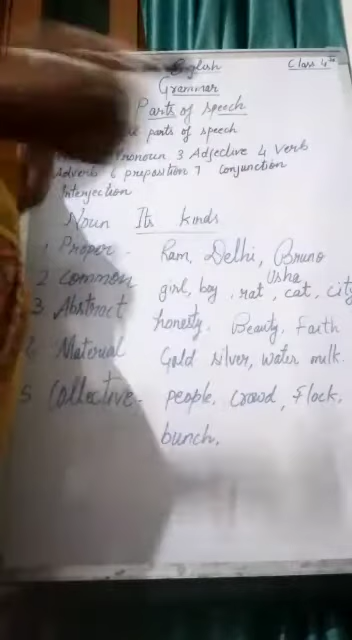 English Class 4th
Grammar
Parts of speech
parts of speech
Pronoun 3 Adjective 4 Verb
Adverb 6 preposition 7 Conjunction
Interjection
Noun Its kinds
1 Proper - Ram, Delhi, Bruno
Usha
2 Common girl, boy, rat, cat, city
3 Abstract honesty, Beauty, Faith
Material Gold silver, water milk.
5 Collective - people, crowd, Flock,
bunch,